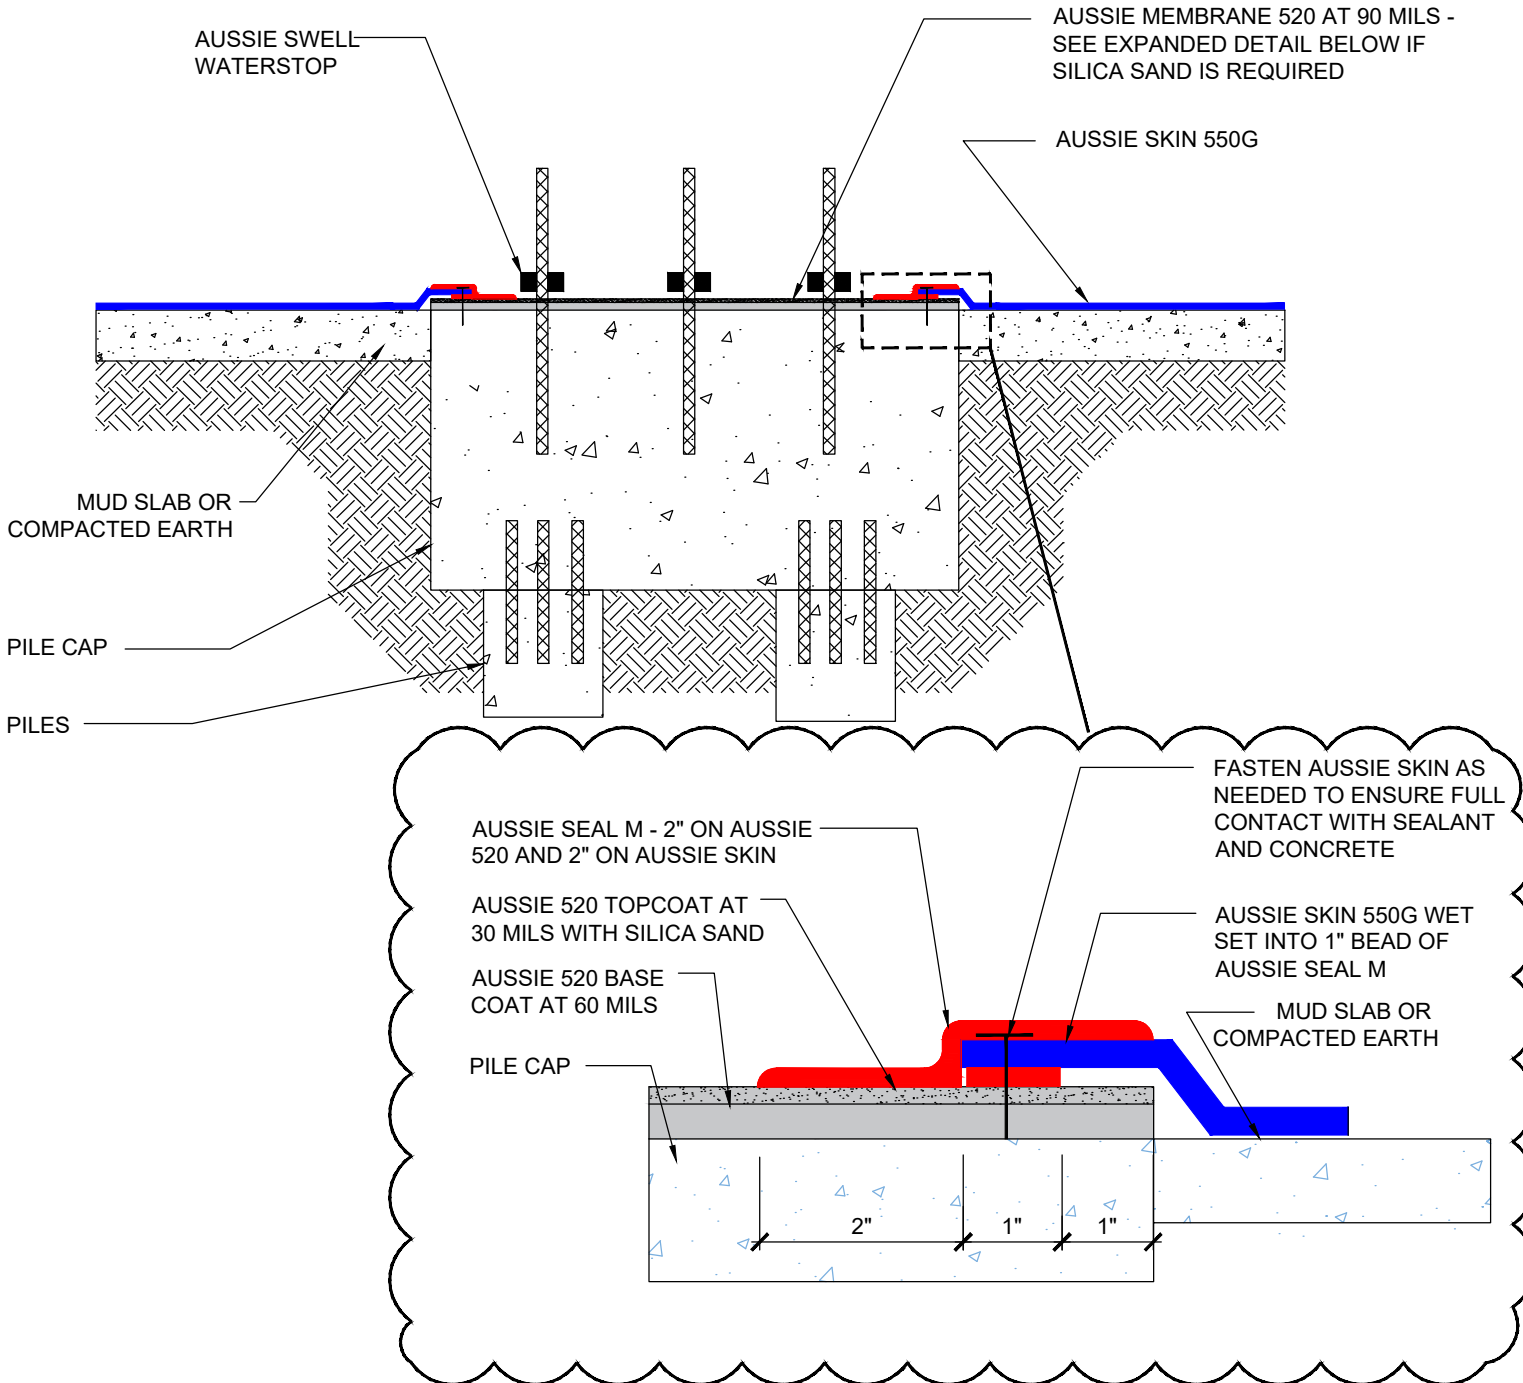 AUSSIE SWELL
WATERSTOP
AUSSIE MEMBRANE 520 AT 90 MILS -
SEE EXPANDED DETAIL BELOW IF
SILICA SAND IS REQUIRED
AUSSIE SKIN 550G
MUD SLAB OR
COMPACTED EARTH
PILE CAP
PILES
FASTEN AUSSIE SKIN AS
NEEDED TO ENSURE FULL
CONTACT WITH SEALANT
AND CONCRETE
AUSSIE SEAL M - 2" ON AUSSIE
520 AND 2" ON AUSSIE SKIN
AUSSIE 520 TOPCOAT AT
30 MILS WITH SILICA SAND
AUSSIE SKIN 550G WET
SET INTO 1" BEAD OF
AUSSIE SEAL M
AUSSIE 520 BASE
COAT AT 60 MILS
MUD SLAB OR
COMPACTED EARTH
PILE CAP
2"
1"
1"